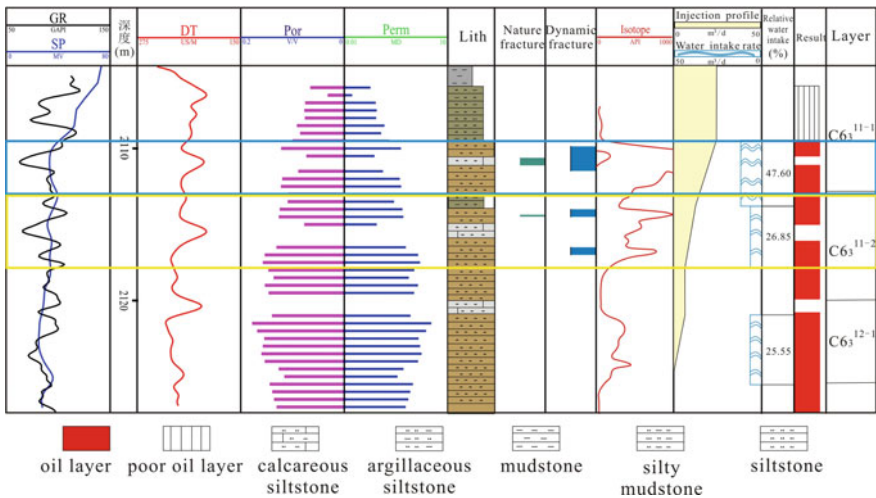 GR
50 GAPI 150
SP
0 MV 80
深度
(m)
DT
275 US/M 150
Por
0.2 V/V 0
Perm
0.01 MD 10
Lith
Nature
fracture
Dynamic
fracture
Isotope
0 API 1000
Injection profile
0 m³/d 50
Water intake rate
50 m³/d 0
Relative
water
intake
(%)
Result
Layer
2110
2120
47.60
26.85
25.55
C6₃¹¹⁻¹
C6₃¹¹⁻²
C6₃¹²⁻¹
oil layer
poor oil layer
calcareous
siltstone
argillaceous
siltstone
mudstone
silty
mudstone
siltstone